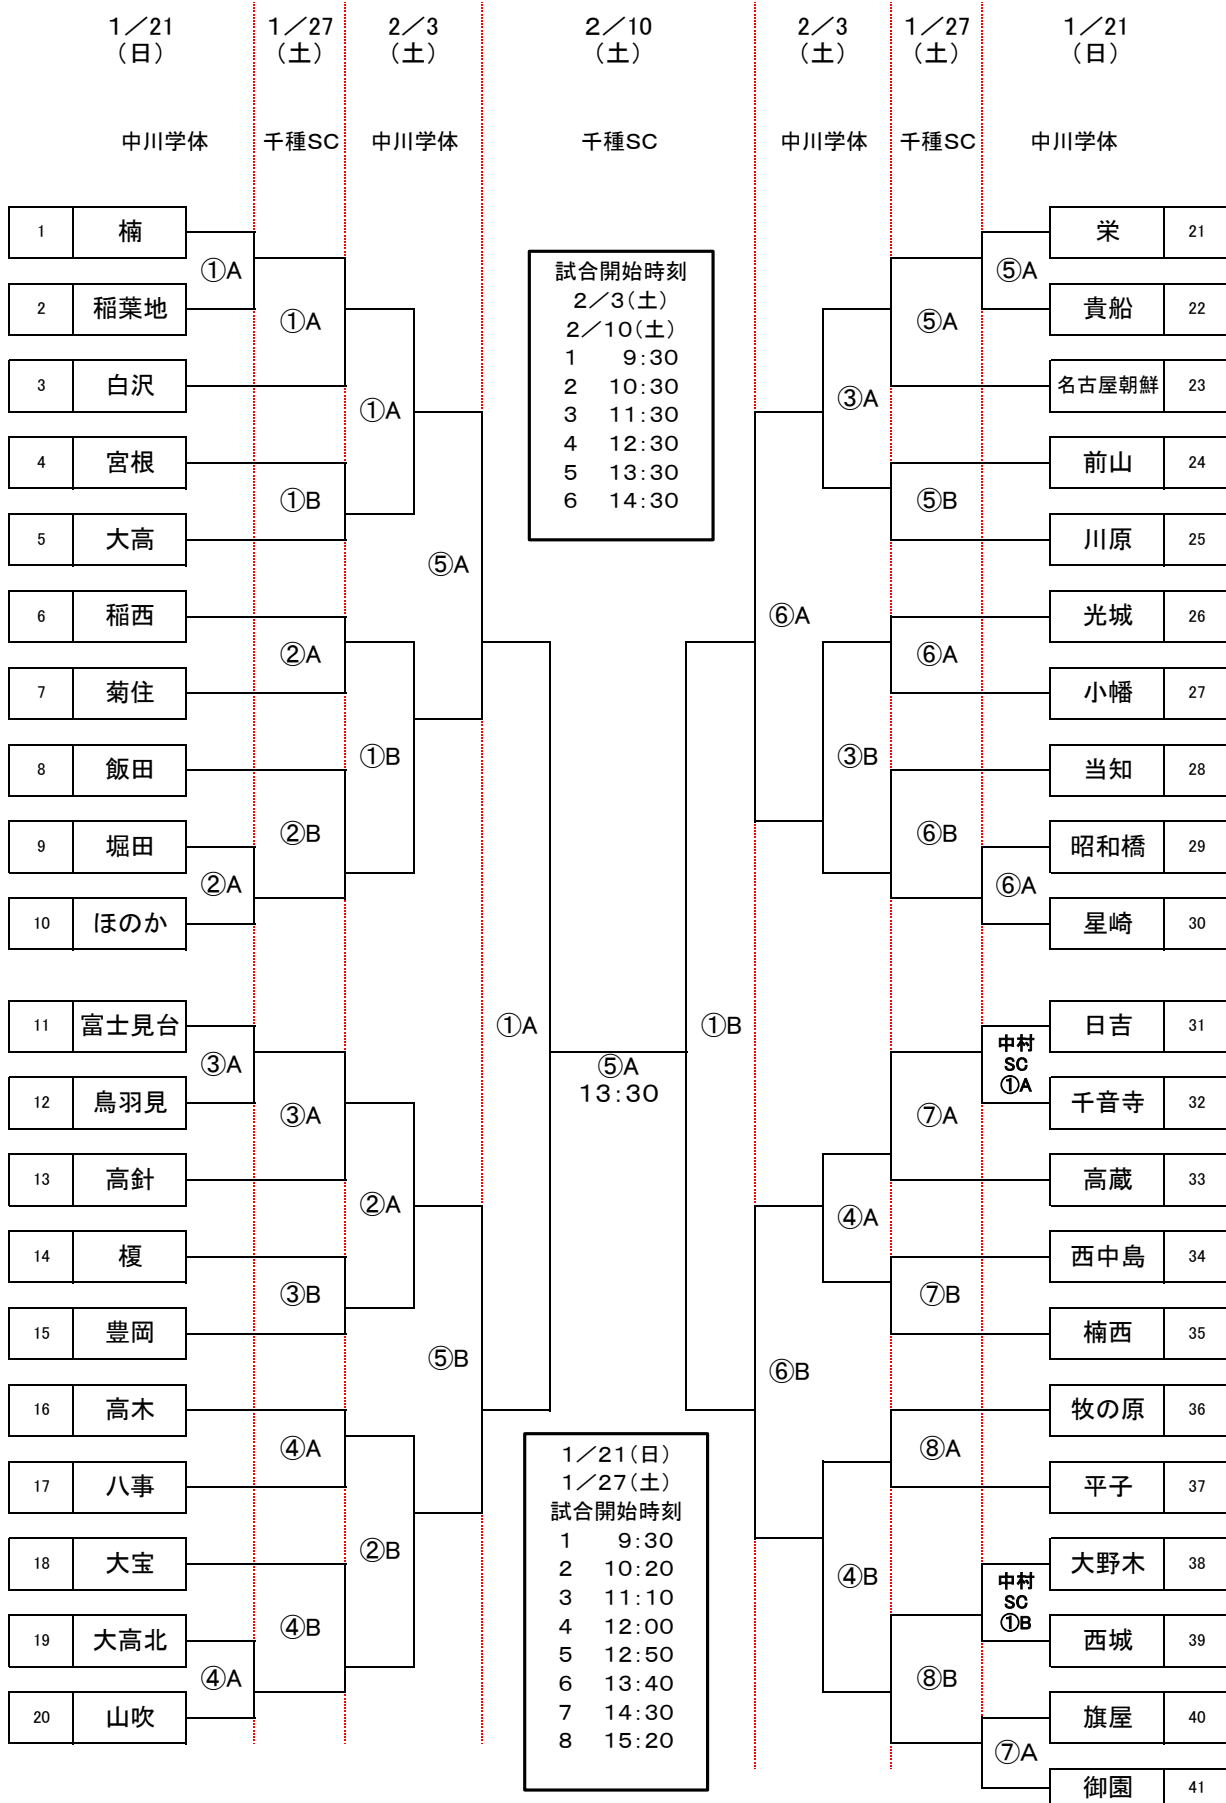 1／21 1／27 2／3 2／10 2／3 1／27 1／21
（日） （土） （土） （土） （土） （土） （日）
中川学体 千種SC 中川学体 千種SC 中川学体 千種SC 中川学体
1 楠
①A
2 稲葉地
①A
3 白沢
①A
4 宮根
①B
5 大高
⑤A
6 稲西
②A
7 菊住
①B
8 飯田
②B
9 堀田
②A
10 ほのか
①A
11 富士見台
③A
12 鳥羽見
③A
13 高針
②A
14 榎
③B
15 豊岡
⑤B
16 高木
④A
17 八事
②B
18 大宝
④B
19 大高北
④A
20 山吹
試合開始時刻
2／3（土）
2／10（土）
1 9：30
2 10：30
3 11：30
4 12：30
5 13：30
6 14：30
⑤A
13：30
1／21（日）
1／27（土）
試合開始時刻
1 9：30
2 10：20
3 11：10
4 12：00
5 12：50
6 13：40
7 14：30
8 15：20
栄 21
⑤A
貴船 22
⑤A
名古屋朝鮮 23
③A
前山 24
⑤B
川原 25
⑥A
光城 26
⑥A
小幡 27
③B
当知 28
⑥B
昭和橋 29
⑥A
星崎 30
①B
日吉 31
中村
SC
①A
千音寺 32
⑦A
高蔵 33
④A
西中島 34
⑦B
楠西 35
⑥B
牧の原 36
⑧A
平子 37
④B
大野木 38
中村
SC
①B
西城 39
⑧B
旗屋 40
⑦A
御園 41